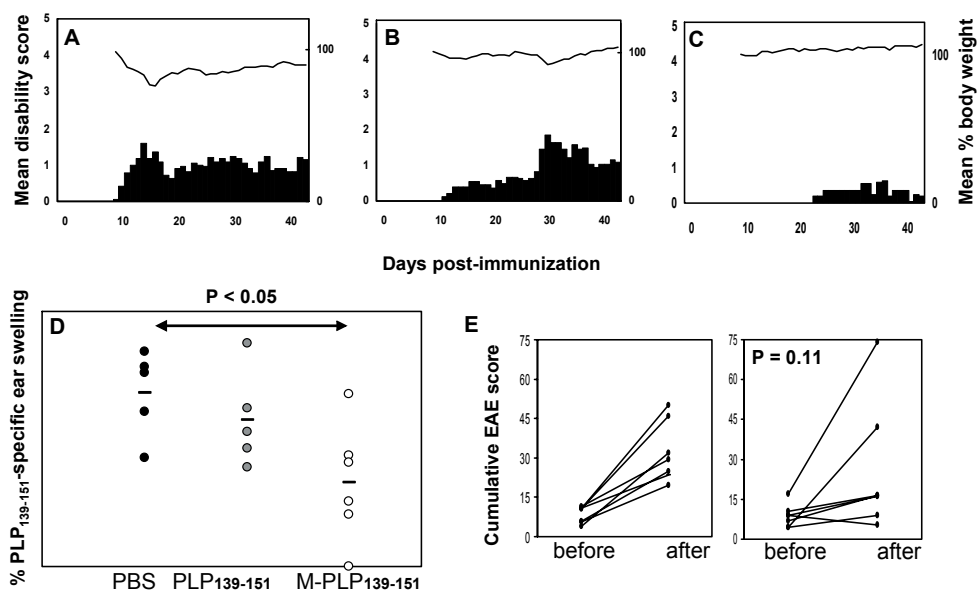 Mean disability score
A
5
4
3
2
1
0
100
0
0 10 20 30 40
B
5
4
3
2
1
0
100
0
0 10 20 30 40
C
5
4
3
2
1
0
100
0
0 10 20 30 40
Mean % body weight
Days post-immunization
D
P < 0.05
% PLP139-151-specific ear swelling
PBS PLP139-151 M-PLP139-151
E
Cumulative EAE score
75
60
45
30
15
0
before after
P = 0.11
75
60
45
30
15
0
before after